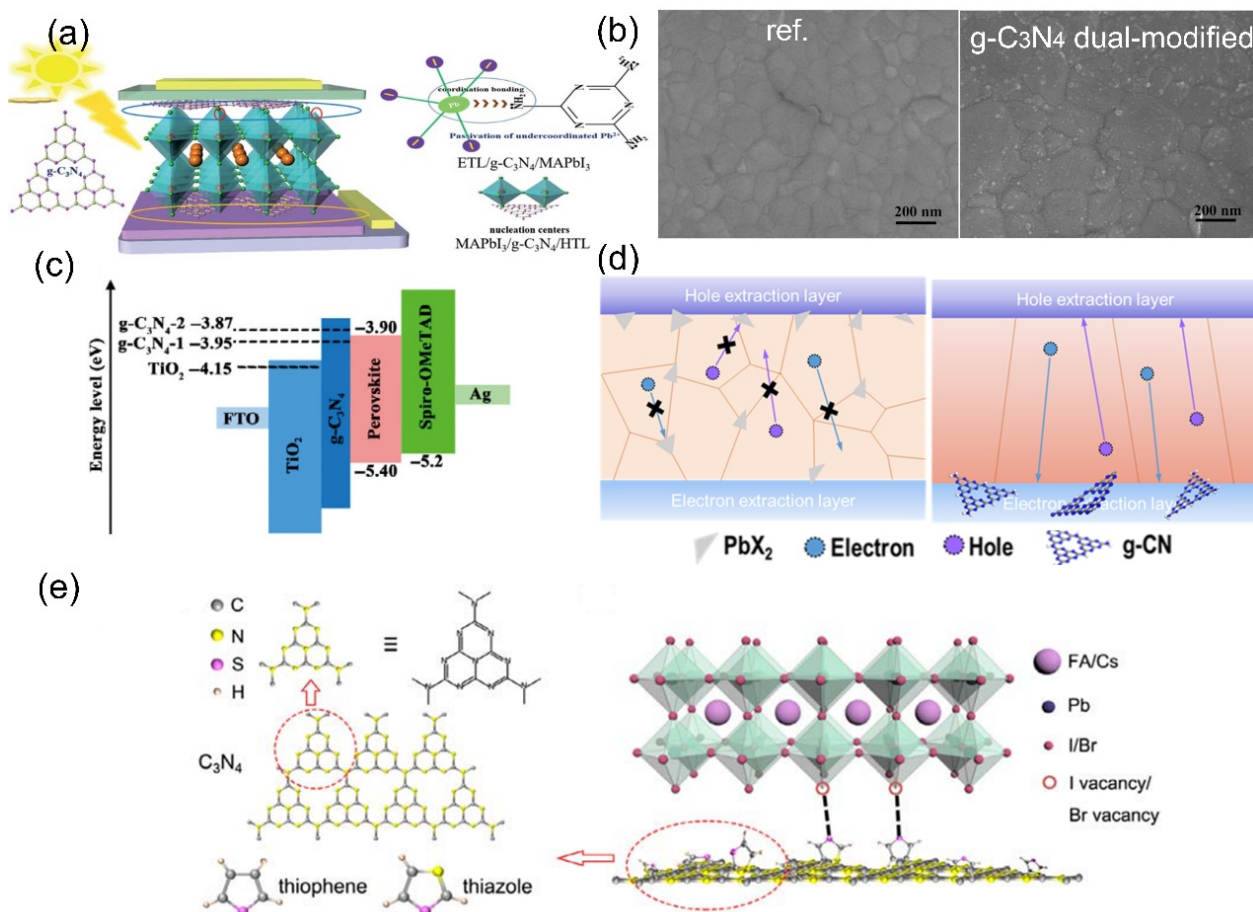 (a)
g-C₃N₄
coordination bonding
Pb
NH₂
Passivation of undercoordinated Pb²⁺
ETL/g-C₃N₄/MAPbI₃
nucleation centers
MAPbI₃/g-C₃N₄/HTL
(b)
ref.
200 nm
g-C₃N₄ dual-modified
200 nm
(c)
Energy level (eV)
g-C₃N₄-2 −3.87
g-C₃N₄-1 −3.95
TiO₂ −4.15
FTO
TiO₂
g-C₃N₄
−3.90
Perovskite
−5.40
Spiro-OMeTAD
−5.2
Ag
(d)
Hole extraction layer
Electron extraction layer
Hole extraction layer
Electron extraction layer
PbX₂
Electron
Hole
g-CN
(e)
C
N
S
H
≡
C₃N₄
thiophene
thiazole
FA/Cs
Pb
I/Br
I vacancy/
Br vacancy